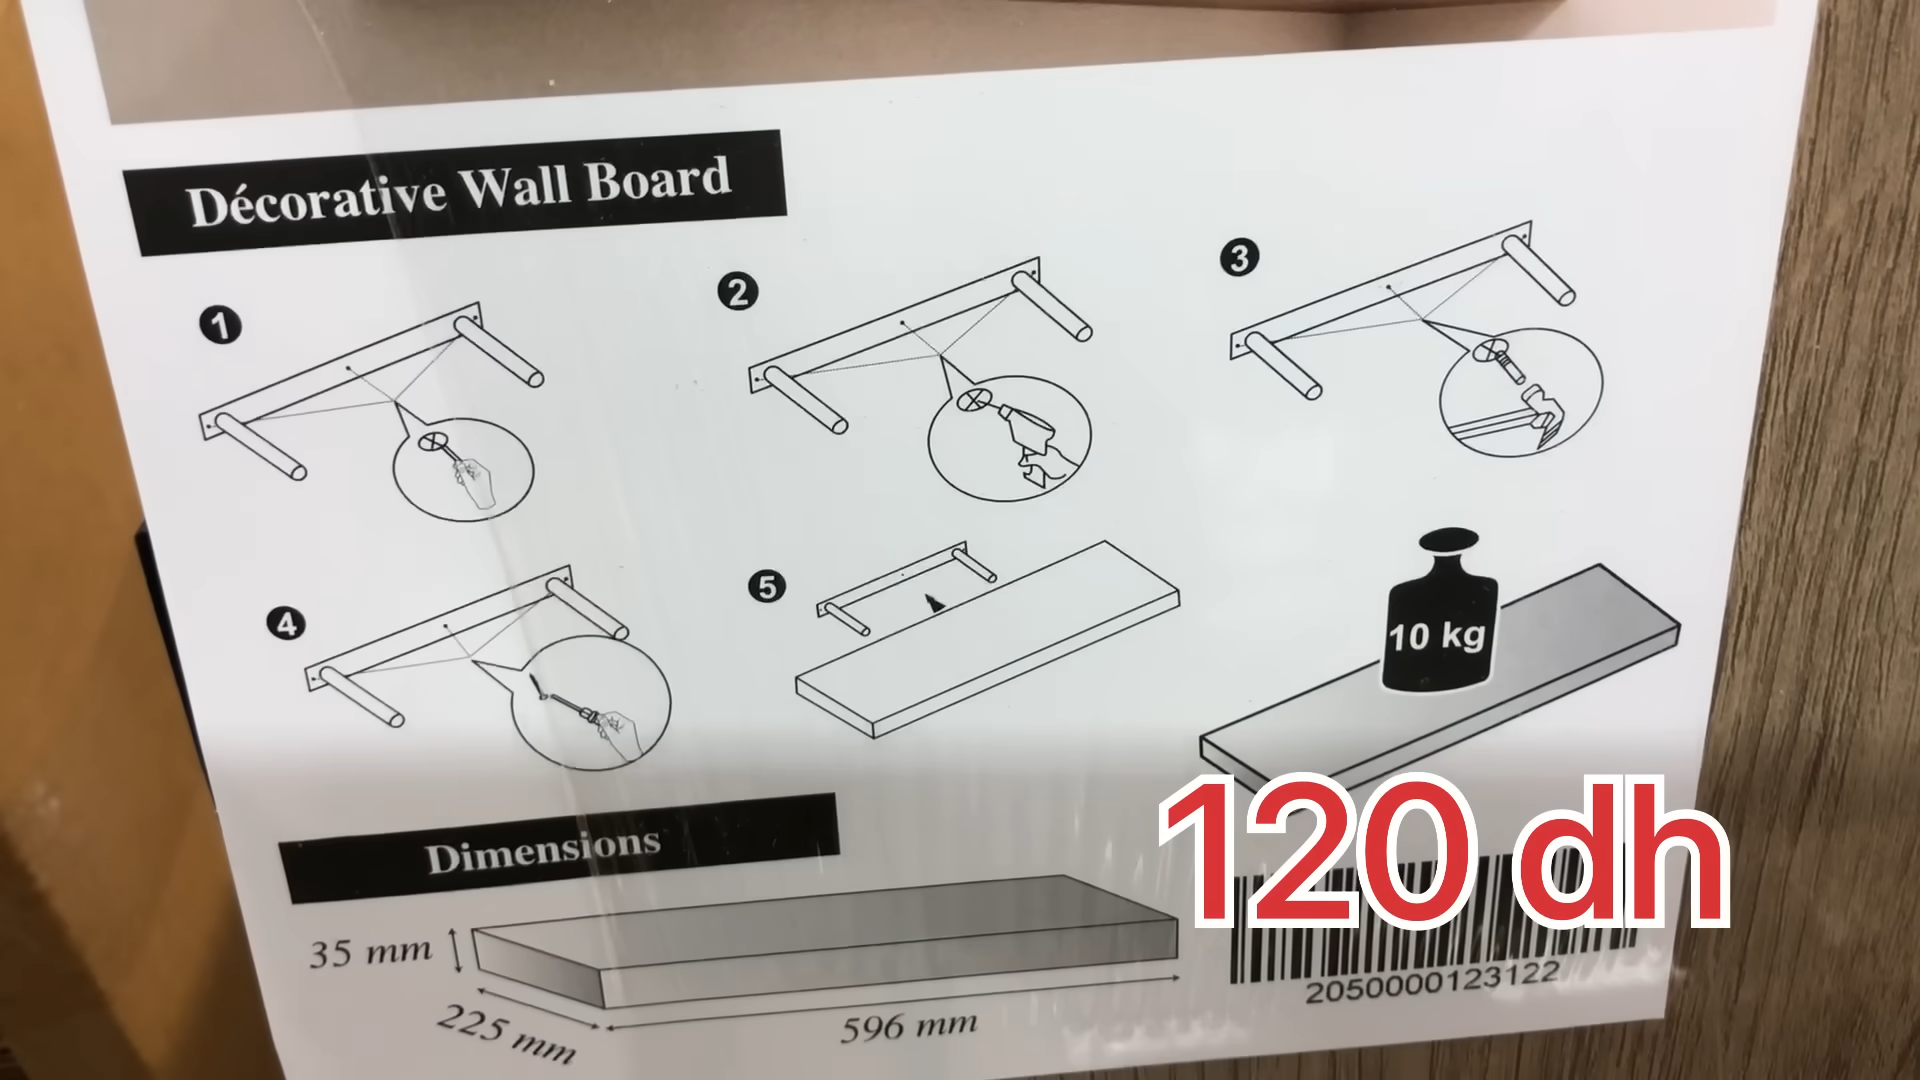 Décorative Wall Board
1
2
3
4
5
10 kg
120 dh
Dimensions
35 mm
225 mm
596 mm
2050000123122